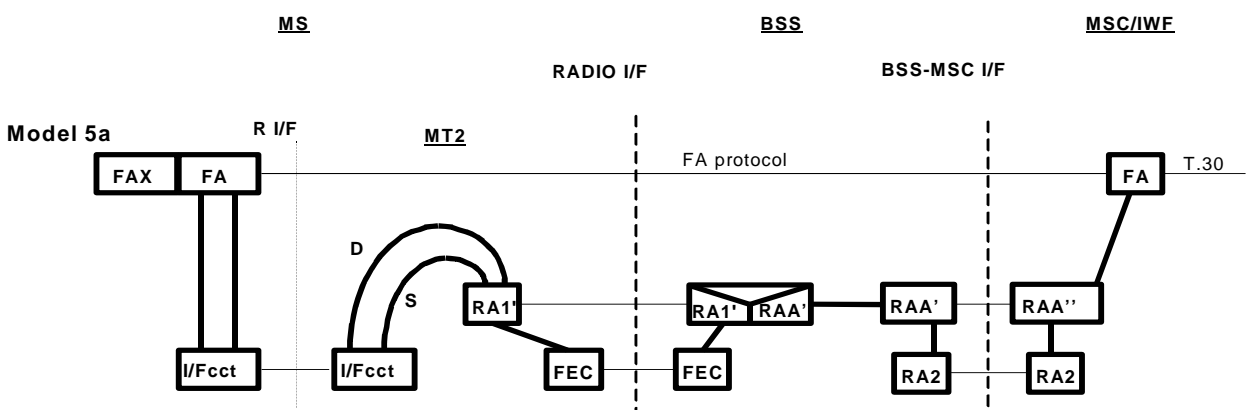 MS BSS MSC/IWF
RADIO I/F BSS-MSC I/F
Model 5a R I/F MT2
FAX FA FA protocol FA T.30
D
S
RA1' RA1' RAA' RAA' RAA''
I/Fcct I/Fcct FEC FEC RA2 RA2